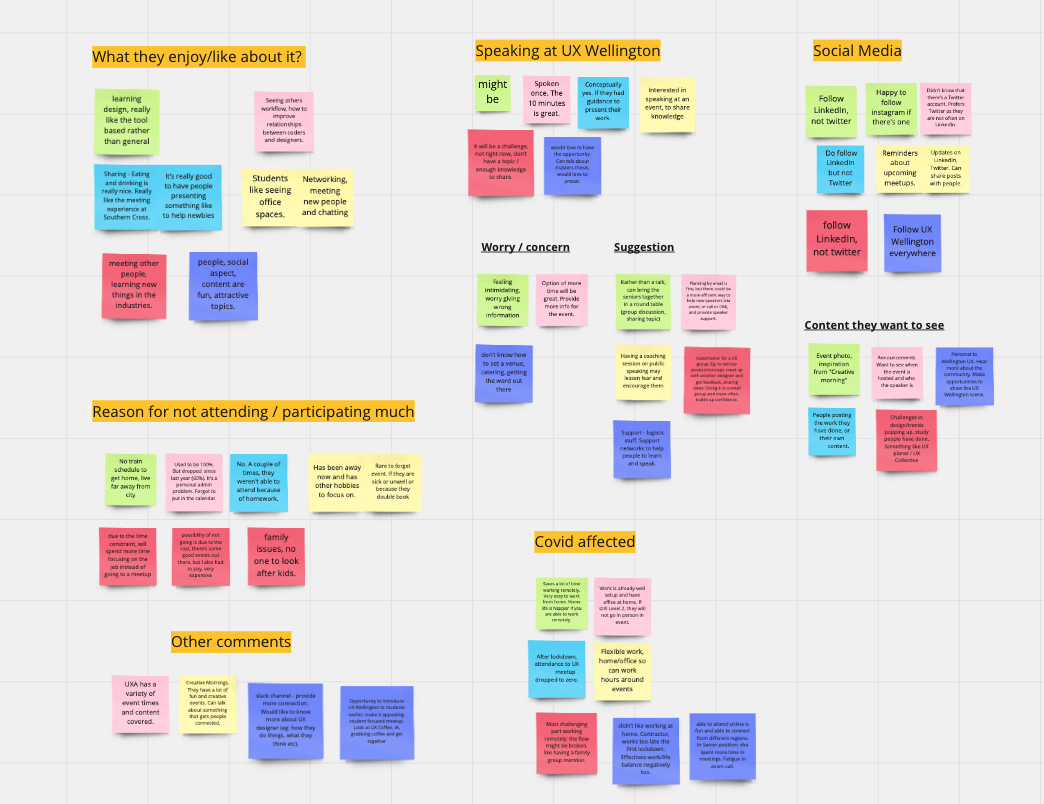 What they enjoy/like about it?
learning
design, really
like the tool
based rather
than general
Seeing others
workflow, how to
improve
relationships
between coders
and designers.
Sharing - Eating
and drinking is
really nice. Really
like the meeting
experience at
Southern Cross.
It's really good
to have people
presenting
something like
to help newbies
Students
like seeing
office
spaces.
Networking,
meeting
new people
and chatting
meeting other
people,
learning new
things in the
industries.
people, social
aspect,
content are
fun, attractive
topics.
Reason for not attending / participating much
No train
schedule to
get home, live
far away from
city
Used to be 100%.
But dropped since
last year (60%). It's a
personal admin
problem. Forgot to
put in the calendar.
No. A couple of
times, they
weren't able to
attend because
of homework.
Has been away
now and has
other hobbies
to focus on.
Rare to forget
event. If they are
sick or unwell or
because they
double book
due to the time
constraint, will
spend more time
focusing on the
job instead of
going to a meetup
possibility of not
going is due to the
cost, there's some
good events out
there, but I also had
to pay, very
expensive
family
issues, no
one to look
after kids.
Other comments
UXA has a
variety of
event times
and content
covered.
Creative Mornings.
They have a lot of
fun and creative
events. Can talk
about something
that gets people
connected.
slack channel - provide
more connection.
Would like to know
more about UX
designer (eg: how they
do things, what they
think etc).
Opportunity to introduce
UX Wellington to students
earlier, make it appealing,
student focused meetup.
Look at UX Coffee, IA,
grabbing coffee and get
together
Speaking at UX Wellington
might
be
Spoken
once. The
10 minutes
is great.
Conceptually
yes. If they had
guidance to
present their
work.
Interested in
speaking at an
event, to share
knowledge
It will be a challenge,
not right now, don't
have a topic /
enough knowledge
to share.
would love to have
the opportunity.
Can talk about
masters thesis,
would love to
preset.
Worry / concern
feeling
intimidating,
worry giving
wrong
information
Option of more
time will be
great. Provide
more info for
the event.
don't know how
to set a venue,
catering, getting
the word out
there
Suggestion
Rather than a talk,
can bring the
seniors together
in a round table
(group discussion,
sharing topic)
Planning by email is
fine, but there could be
a more efficient way to
help new speakers (via
zoom, or call or DM),
and provide speaker
support.
Having a coaching
session on public
speaking may
lessen fear and
encourage them
toastmaster for a UX
group. Up to sell our
product/concept, meet up
with another designer and
get feedback, sharing
ideas. Doing it in a small
group and more often,
builds up confidence.
Support - logistic
stuff. Support
networks to help
people to learn
and speak.
Covid affected
Saves a lot of time
working remotely.
Very easy to work
from home. Home
life is happier if you
are able to work
remotely.
Work is already well
setup and have
office at home. If
still Level 2, they will
not go in person in
event.
After lockdown,
attendance to UX
meetup
dropped to zero.
Flexible work,
home/office so
can work
hours around
events
Most challenging
part working
remotely: the flow
might be broken,
like having a family
group member.
didn't like working at
home. Contractor,
works too late the
first lockdown.
Effectives work/life
balance negatively
too.
able to attend online is
fun and able to connect
from different regions.
In Senior position: she
spent more time in
meetings. Fatigue in
zoom call.
Social Media
Follow
LinkedIn,
not twitter
Happy to
follow
instagram if
there's one
Didn't know that
there's a Twitter
account. Prefers
Twitter as they
are not often on
LinkedIn.
Do follow
LinkedIn
but not
Twitter
Reminders
about
upcoming
meetups.
Updates on
LinkedIn,
Twitter. Can
share posts
with people.
follow
LinkedIn,
not twitter
Follow UX
Wellington
everywhere
Content they want to see
Event photo,
inspiration
from "Creative
morning"
Announcements.
Want to see when
the event is
hosted and who
the speaker is
Personal to
Wellington UX. Hear
more about the
community. Make
opportunities to
show the UX
Wellington scene.
People posting
the work they
have done, or
their own
content.
Challenges in
design/trends
popping up, study
people have done.
Something like UX
planet / UX
Collective